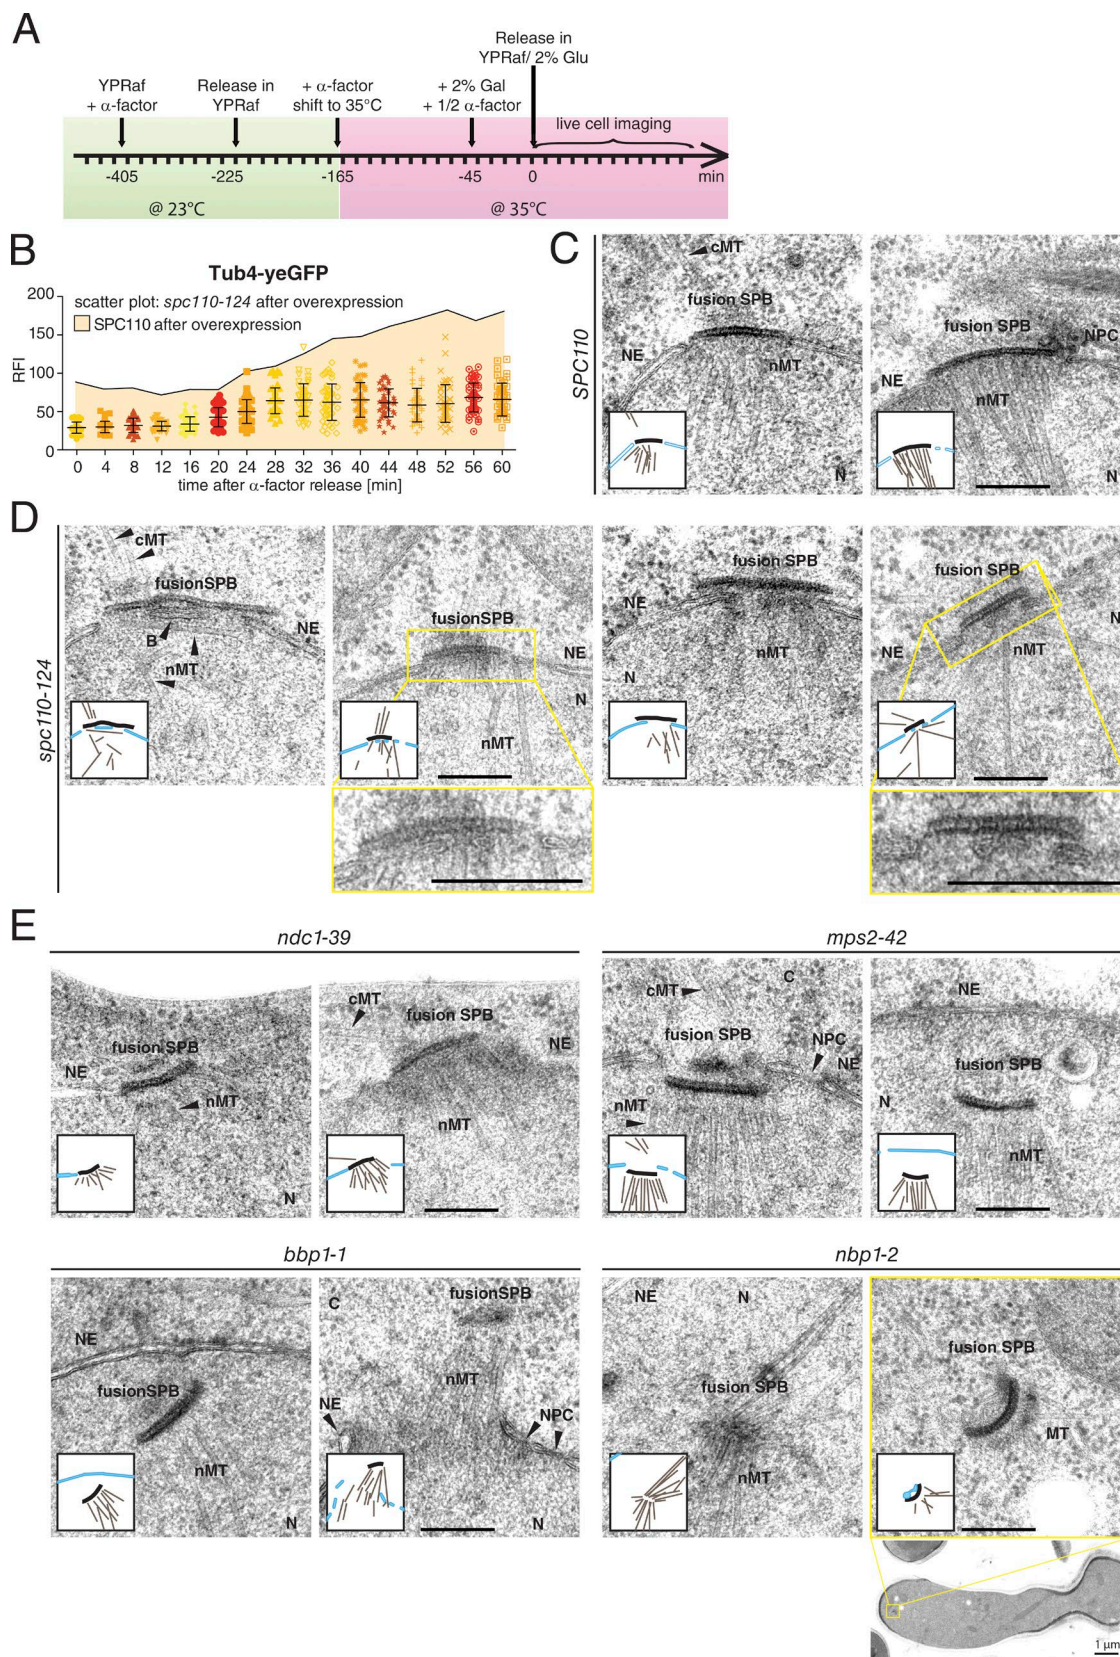 A
YPRaf
+ α-factor
Release in
YPRaf
+ α-factor
shift to 35°C
+ 2% Gal
+ 1/2 α-factor
Release in
YPRaf/ 2% Glu
live cell imaging
-405
-225
-165
-45
0
min
@ 23°C
@ 35°C
B
Tub4-yeGFP
scatter plot: spc110-124 after overexpression
SPC110 after overexpression
RFI
200
150
100
50
0
0 4 8 12 16 20 24 28 32 36 40 44 48 52 56 60
time after α-factor release [min]
C
SPC110
cMT
fusion SPB
NE
nMT
N
fusion SPB
NPC
NE
nMT
N
D
spc110-124
cMT
fusionSPB
B
NE
nMT
fusionSPB
NE
N
nMT
fusion SPB
NE
nMT
N
fusion SPB
N
NE
nMT
E
ndc1-39
fusion SPB
NE
nMT
N
cMT
fusion SPB
NE
nMT
mps2-42
C
cMT
fusion SPB
NPC
NE
nMT
NE
fusion SPB
N
nMT
bbp1-1
NE
fusionSPB
nMT
N
C
fusionSPB
nMT
NE
NPC
N
nbp1-2
NE
N
fusion SPB
nMT
fusion SPB
MT
1 µm